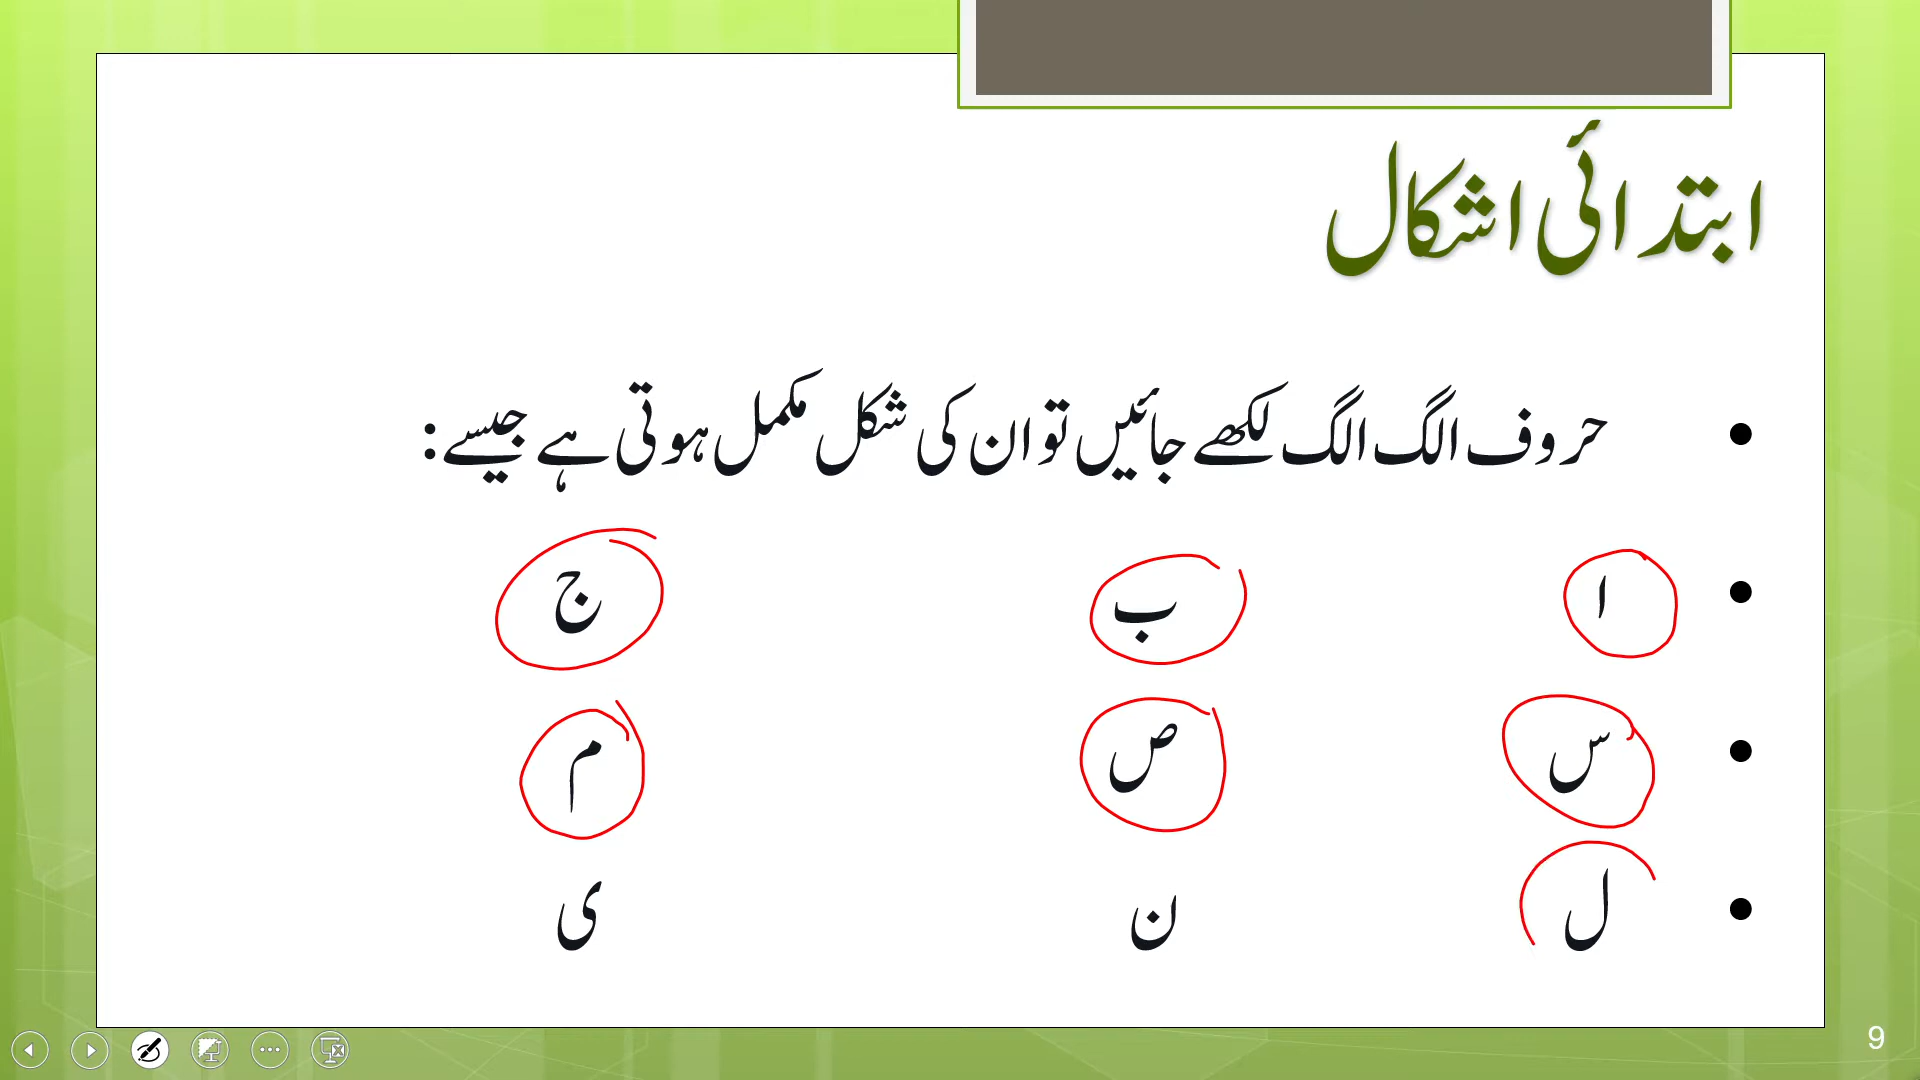 ابتدائی اشکال
• حروف الگ الگ لکھے جائیں تو ان کی شکل مکمل ہوتی ہے جیسے:
• ا ب ج
• س ص م
• ل ن ی
9